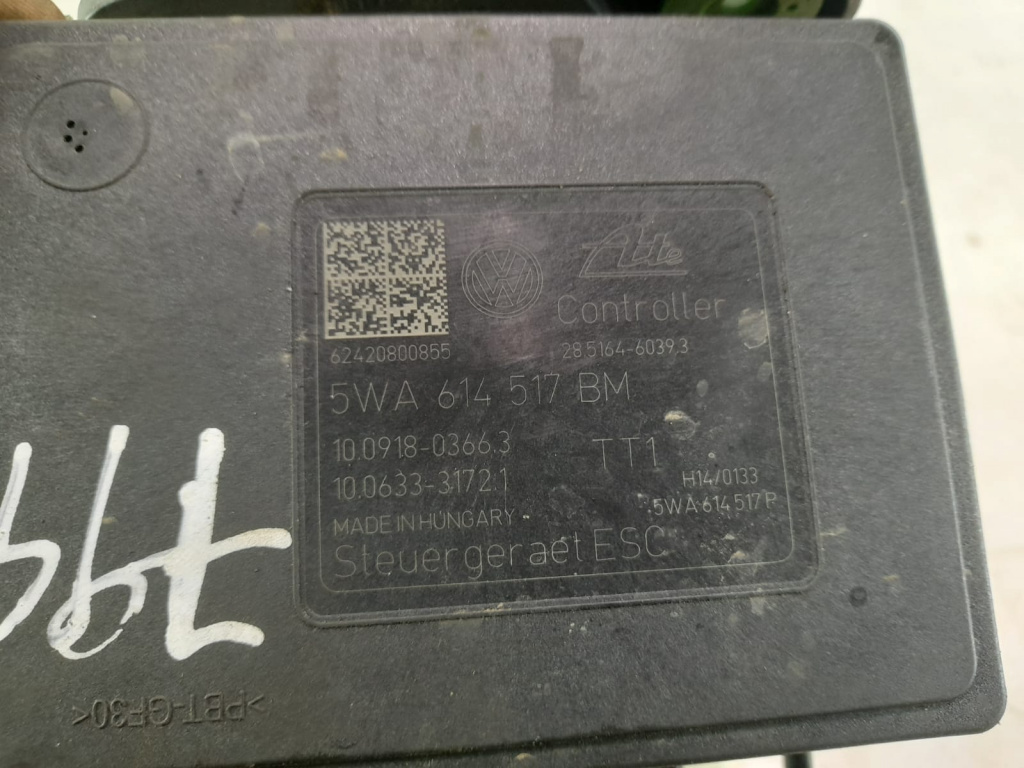 Ate
Controller
62420800855
28.5164-6039.3
5WA 614 517 BM
10.0918-0366.3
TT1
10.0633-3172.1
H14/0133
5WA 614 517 P
MADE IN HUNGARY
Steuergeraet ESC
>PBT-GF30<